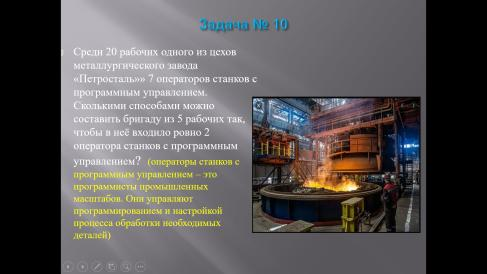 Задача № 10
Среди 20 рабочих одного из цехов
металлургического завода
«Петросталь»» 7 операторов станков с
программным управлением.
Сколькими способами можно
составить бригаду из 5 рабочих так,
чтобы в неё входило ровно 2
оператора станков с программным
управлением? (операторы станков с
программным управлением – это
программисты промышленных
масштабов. Они управляют
программированием и настройкой
процесса обработки необходимых
деталей)